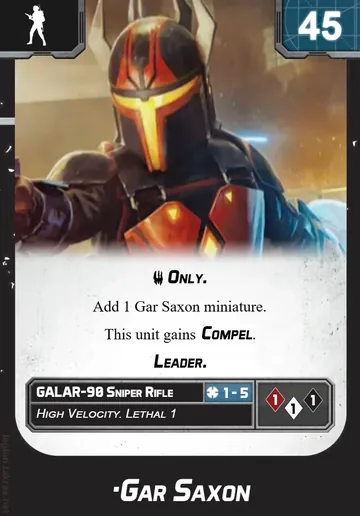 45
ONLY.
Add 1 Gar Saxon miniature.
This unit gains COMPEL.
LEADER.
GALAR-90 SNIPER RIFLE 1 - 5
HIGH VELOCITY. LETHAL 1
1 1 1
•GAR SAXON